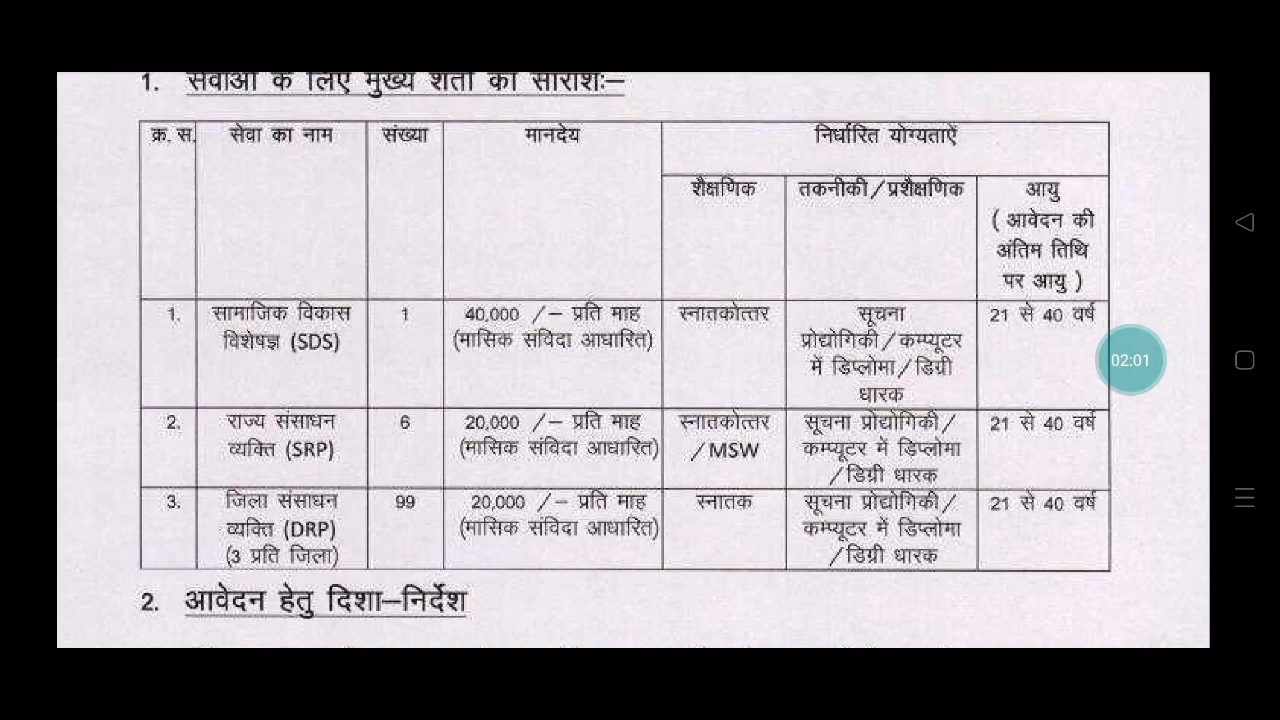 1. सेवाओं के लिए मुख्य शर्तों का सारांशः–
क्र. स. सेवा का नाम संख्या मानदेय निर्धारित योग्यताऐं
शैक्षणिक तकनीकी/प्रशैक्षणिक आयु
( आवेदन की
अंतिम तिथि
पर आयु )
1. सामाजिक विकास 1 40,000 /– प्रति माह स्नातकोत्तर सूचना 21 से 40 वर्ष
विशेषज्ञ (SDS) (मासिक संविदा आधारित) प्रोद्योगिकी/कम्प्यूटर
में डिप्लोमा/डिग्री
धारक
2. राज्य संसाधन 6 20,000 /– प्रति माह स्नातकोत्तर सूचना प्रोद्योगिकी/ 21 से 40 वर्ष
व्यक्ति (SRP) (मासिक संविदा आधारित) /MSW कम्प्यूटर में डिप्लोमा
/डिग्री धारक
3. जिला संसाधन 99 20,000 /– प्रति माह स्नातक सूचना प्रोद्योगिकी/ 21 से 40 वर्ष
व्यक्ति (DRP) (मासिक संविदा आधारित) कम्प्यूटर में डिप्लोमा
(3 प्रति जिला) /डिग्री धारक
2. आवेदन हेतु दिशा–निर्देश
02:01